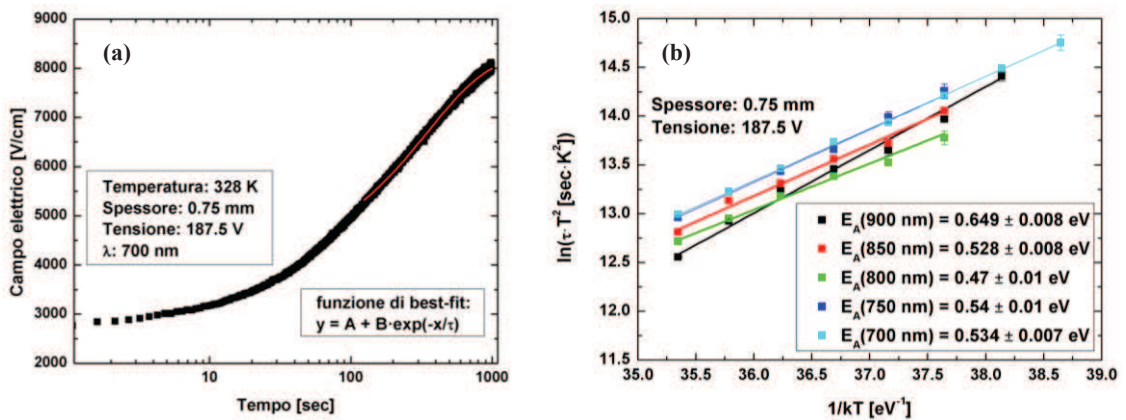 (a)
Campo elettrico [V/cm]
9000
8000
7000
6000
5000
4000
3000
2000
Temperatura: 328 K
Spessore: 0.75 mm
Tensione: 187.5 V
λ: 700 nm
funzione di best-fit:
y = A + B·exp(-x/τ)
10
100
1000
Tempo [sec]
(b)
ln(τ·T²) [sec·K²]
15.0
14.5
14.0
13.5
13.0
12.5
12.0
11.5
Spessore: 0.75 mm
Tensione: 187.5 V
E_A(900 nm) = 0.649 ± 0.008 eV
E_A(850 nm) = 0.528 ± 0.008 eV
E_A(800 nm) = 0.47 ± 0.01 eV
E_A(750 nm) = 0.54 ± 0.01 eV
E_A(700 nm) = 0.534 ± 0.007 eV
35.0 35.5 36.0 36.5 37.0 37.5 38.0 38.5 39.0
1/kT [eV⁻¹]